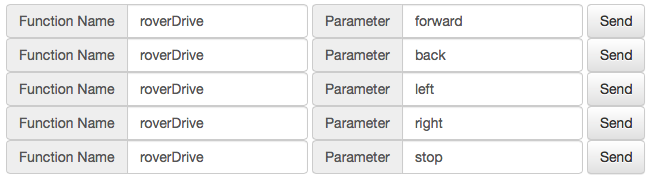 Function Name roverDrive Parameter forward Send
Function Name roverDrive Parameter back Send
Function Name roverDrive Parameter left Send
Function Name roverDrive Parameter right Send
Function Name roverDrive Parameter stop Send